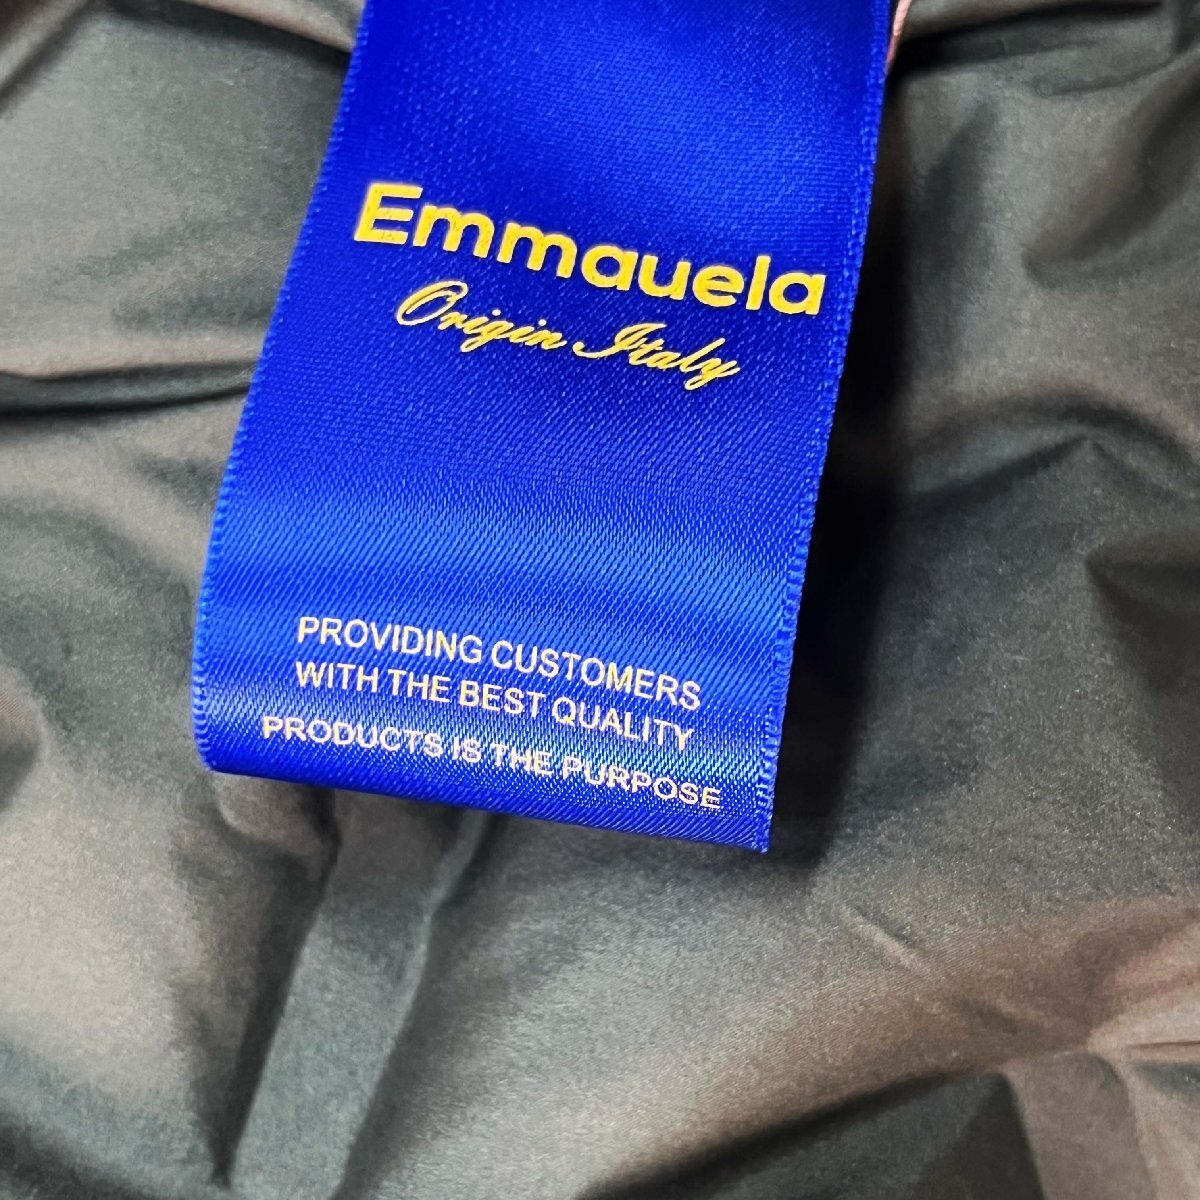 Emmauela
Origin Italy
PROVIDING CUSTOMERS
WITH THE BEST QUALITY
PRODUCTS IS THE PURPOSE